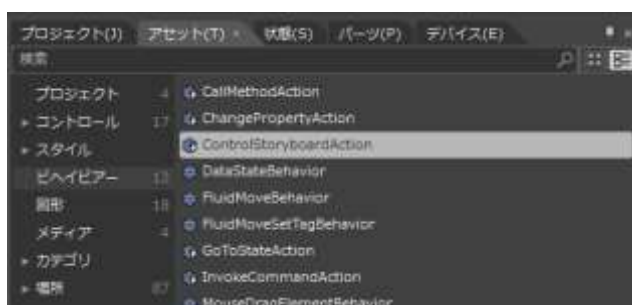 プロジェクト(J) アセット(T) × 状態(S) パーツ(P) デバイス(E)
検索
プロジェクト 4
コントロール 17
スタイル
ビヘイビアー 13
図形 18
メディア 4
カテゴリ
場所 87
CallMethodAction
ChangePropertyAction
ControlStoryboardAction
DataStateBehavior
FluidMoveBehavior
FluidMoveSetTagBehavior
GoToStateAction
InvokeCommandAction
MouseDragElementBehavior